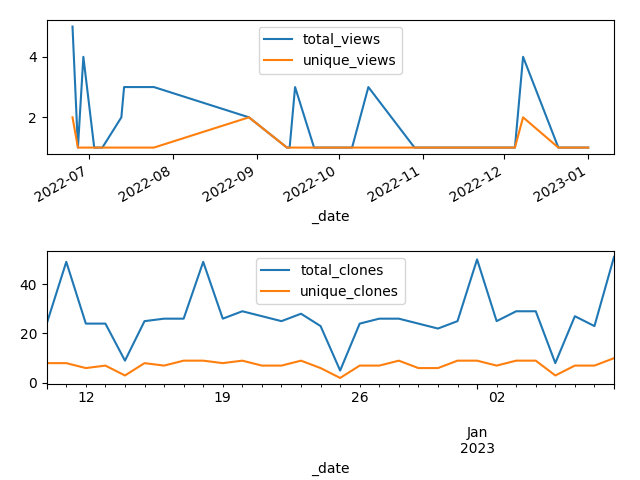 total_views
unique_views
4
2
2022-07
2022-08
2022-09
2022-10
2022-11
2022-12
2023-01
_date
total_clones
unique_clones
40
20
0
12
19
26
02
Jan
2023
_date